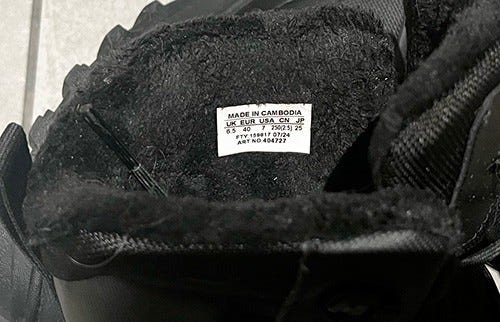 MADE IN CAMBODIA
UK EUR USA CN JP
6.5 40 7 250(2.5) 25
FTY:159817 07/24
ART NO:404727